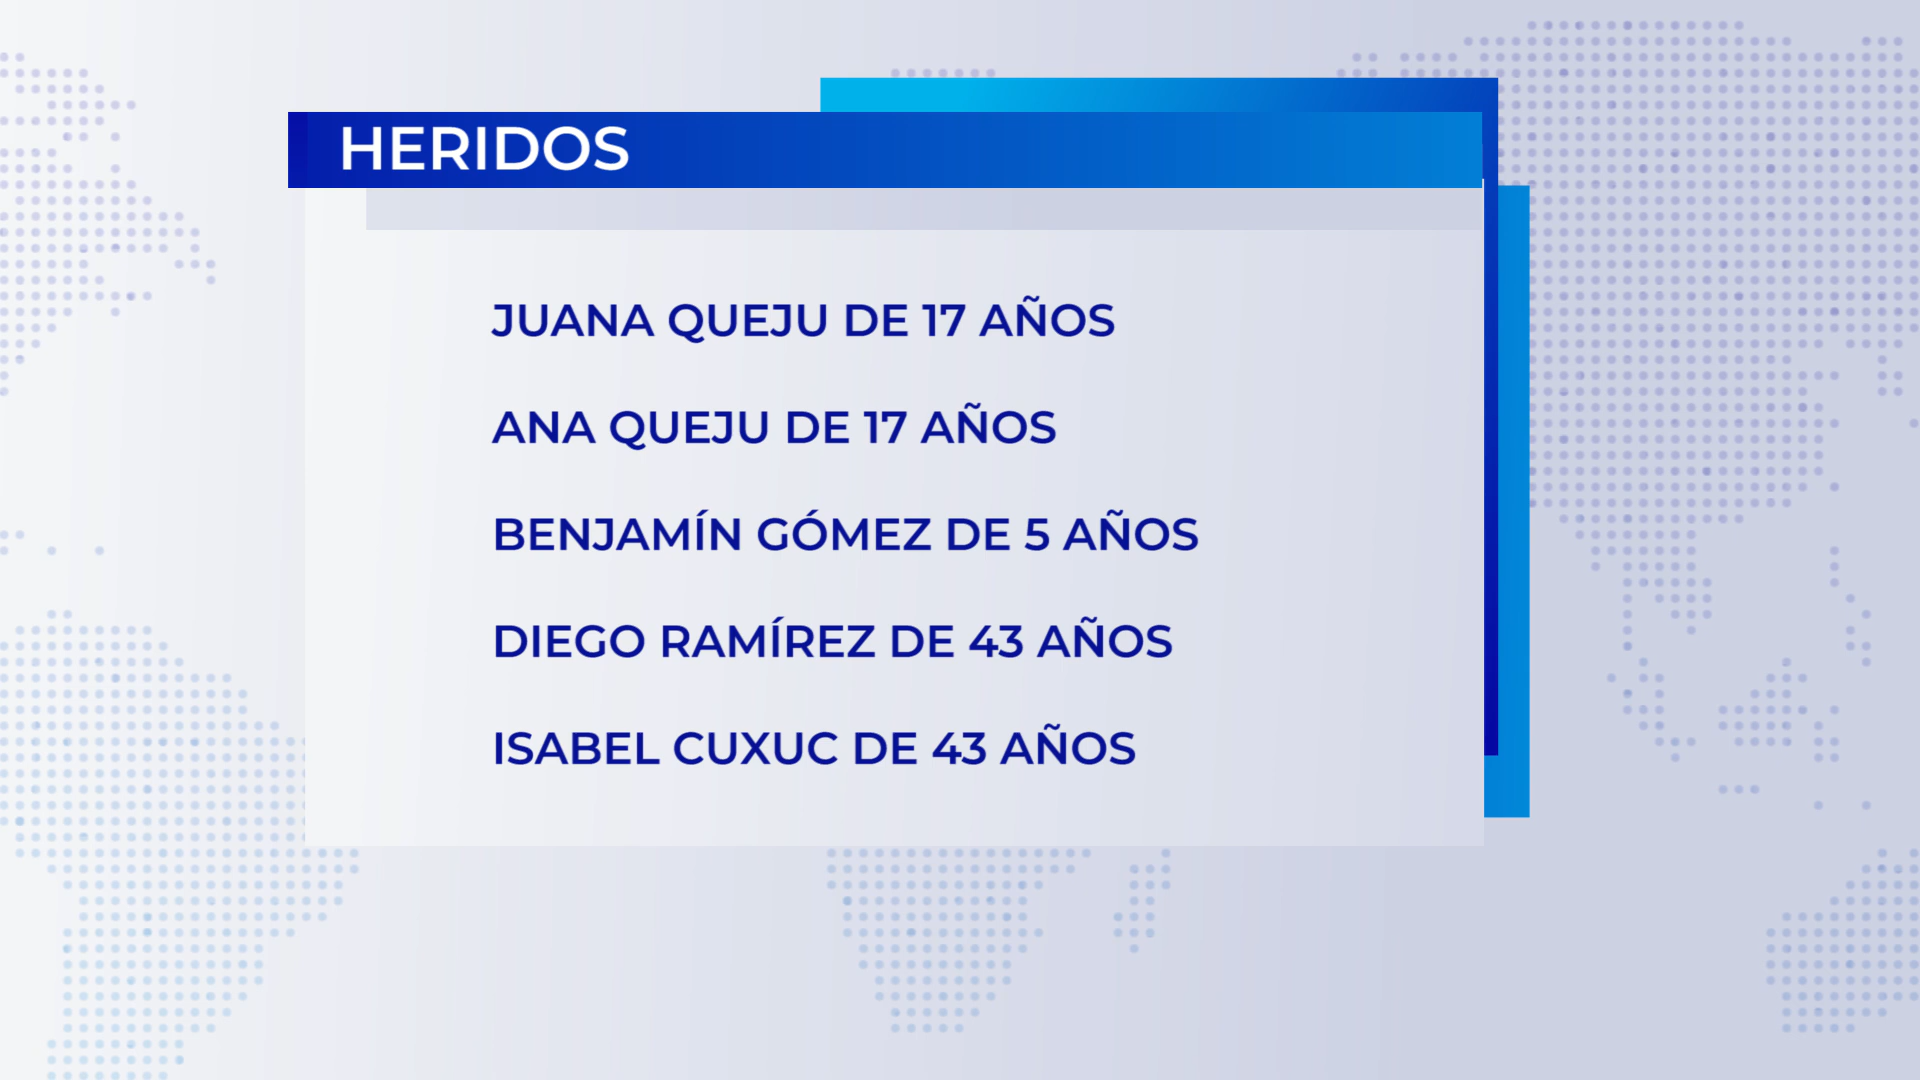 HERIDOS
JUANA QUEJU DE 17 AÑOS
ANA QUEJU DE 17 AÑOS
BENJAMÍN GÓMEZ DE 5 AÑOS
DIEGO RAMÍREZ DE 43 AÑOS
ISABEL CUXUC DE 43 AÑOS